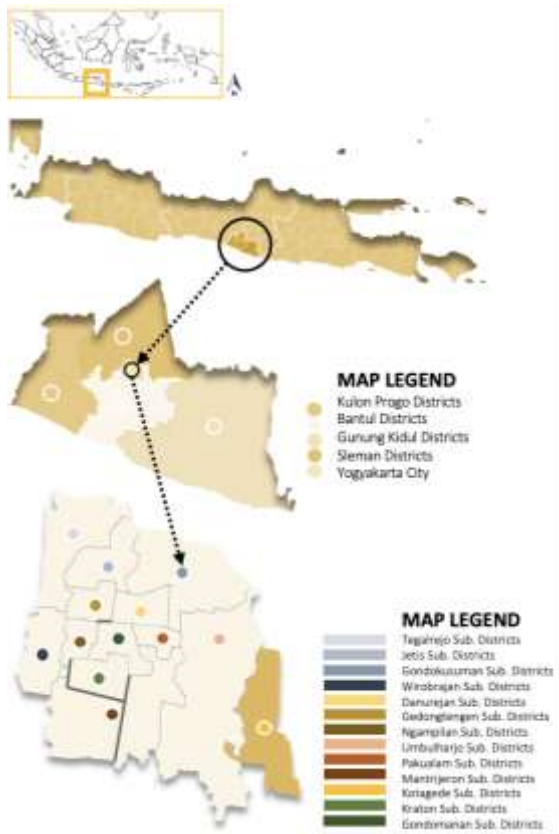 MAP LEGEND
Kulon Progo Districts
Bantul Districts
Gunung Kidul Districts
Sleman Districts
Yogyakarta City
MAP LEGEND
Tegalrejo Sub. Districts
Jetis Sub. Districts
Gondokusuman Sub. Districts
Wirobrajan Sub. Districts
Danurejan Sub. Districts
Gedongtengen Sub. Districts
Ngampilan Sub. Districts
Umbulharjo Sub. Districts
Pakualam Sub. Districts
Mantrijeron Sub. Districts
Kotagede Sub. Districts
Kraton Sub. Districts
Gondomanan Sub. Districts